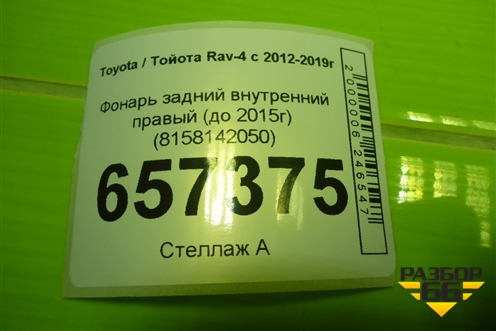 Toyota / Тойота Rav-4 с 2012-2019г
Фонарь задний внутренний
правый (до 2015г)
(8158142050)
657375
Стеллаж А
2000006246547
РАЗБОР
66